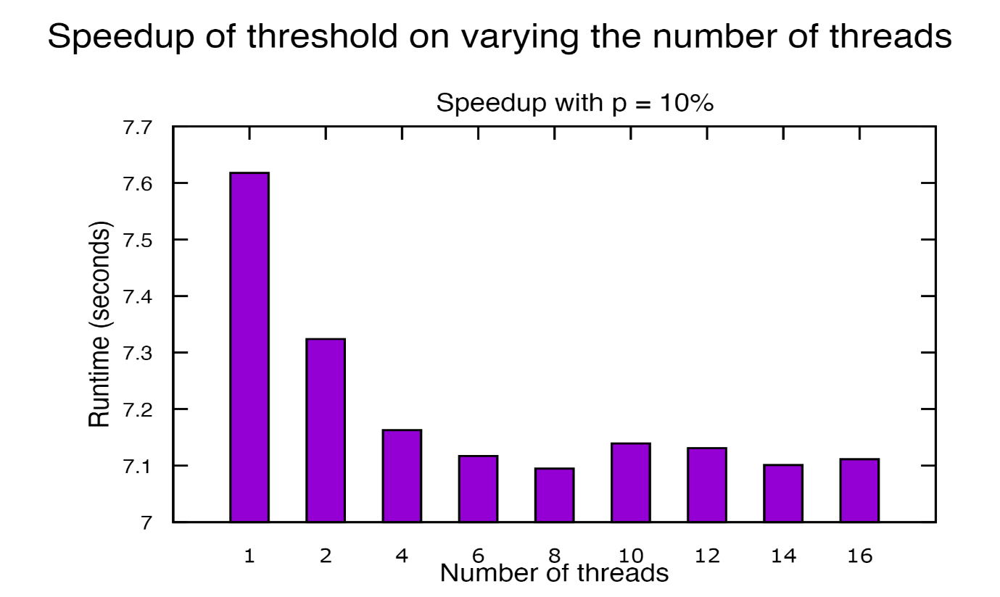 Speedup of threshold on varying the number of threads
Speedup with p = 10%
7.7
7.6
7.5
7.4
7.3
7.2
7.1
7
Runtime (seconds)
1 2 4 6 8 10 12 14 16
Number of threads